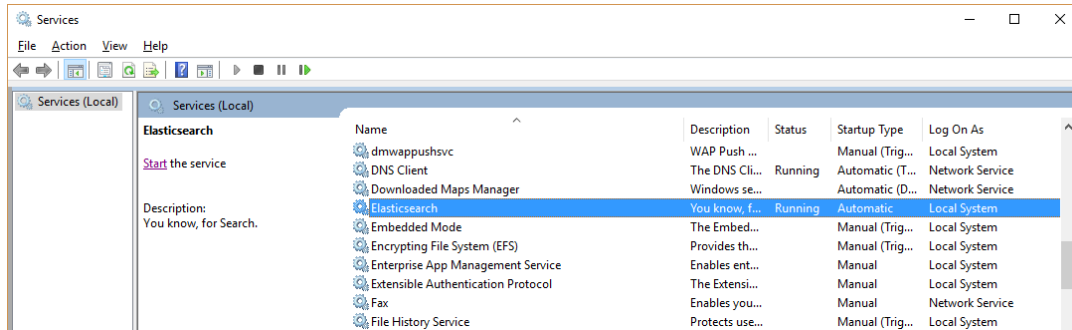 Services
File Action View Help
Services (Local)
Services (Local)
Elasticsearch
Start the service
Description:
You know, for Search.
Name Description Status Startup Type Log On As
dmwappushsvc WAP Push ... Manual (Trig... Local System
DNS Client The DNS Cli... Running Automatic (T... Network Service
Downloaded Maps Manager Windows se... Automatic (D... Network Service
Elasticsearch You know, f... Running Automatic Local System
Embedded Mode The Embed... Manual (Trig... Local System
Encrypting File System (EFS) Provides th... Manual (Trig... Local System
Enterprise App Management Service Enables ent... Manual Local System
Extensible Authentication Protocol The Extensi... Manual Local System
Fax Enables you... Manual Network Service
File History Service Protects use... Manual (Trig... Local System